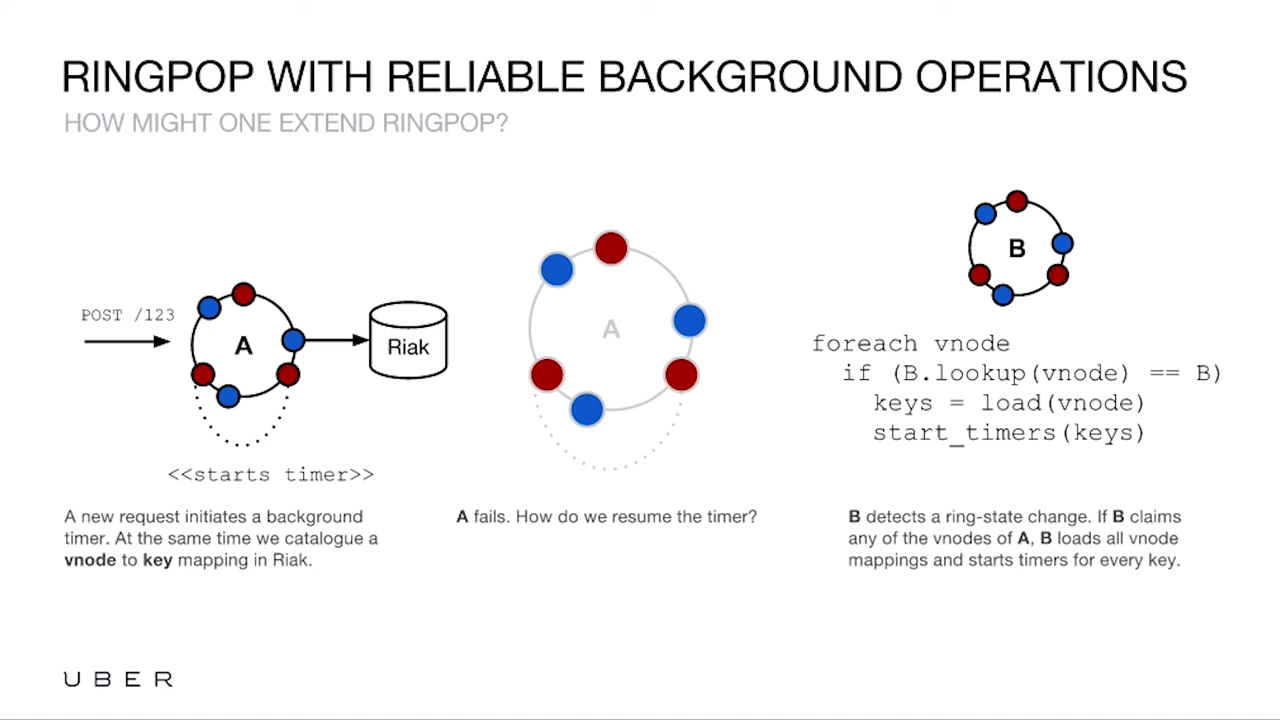 RINGPOP WITH RELIABLE BACKGROUND OPERATIONS
HOW MIGHT ONE EXTEND RINGPOP?
POST /123
A
Riak
<<starts timer>>
A new request initiates a background
timer. At the same time we catalogue a
vnode to key mapping in Riak.
A
A fails. How do we resume the timer?
B
foreach vnode
if (B.lookup(vnode) == B)
keys = load(vnode)
start_timers(keys)
B detects a ring-state change. If B claims
any of the vnodes of A, B loads all vnode
mappings and starts timers for every key.
UBER